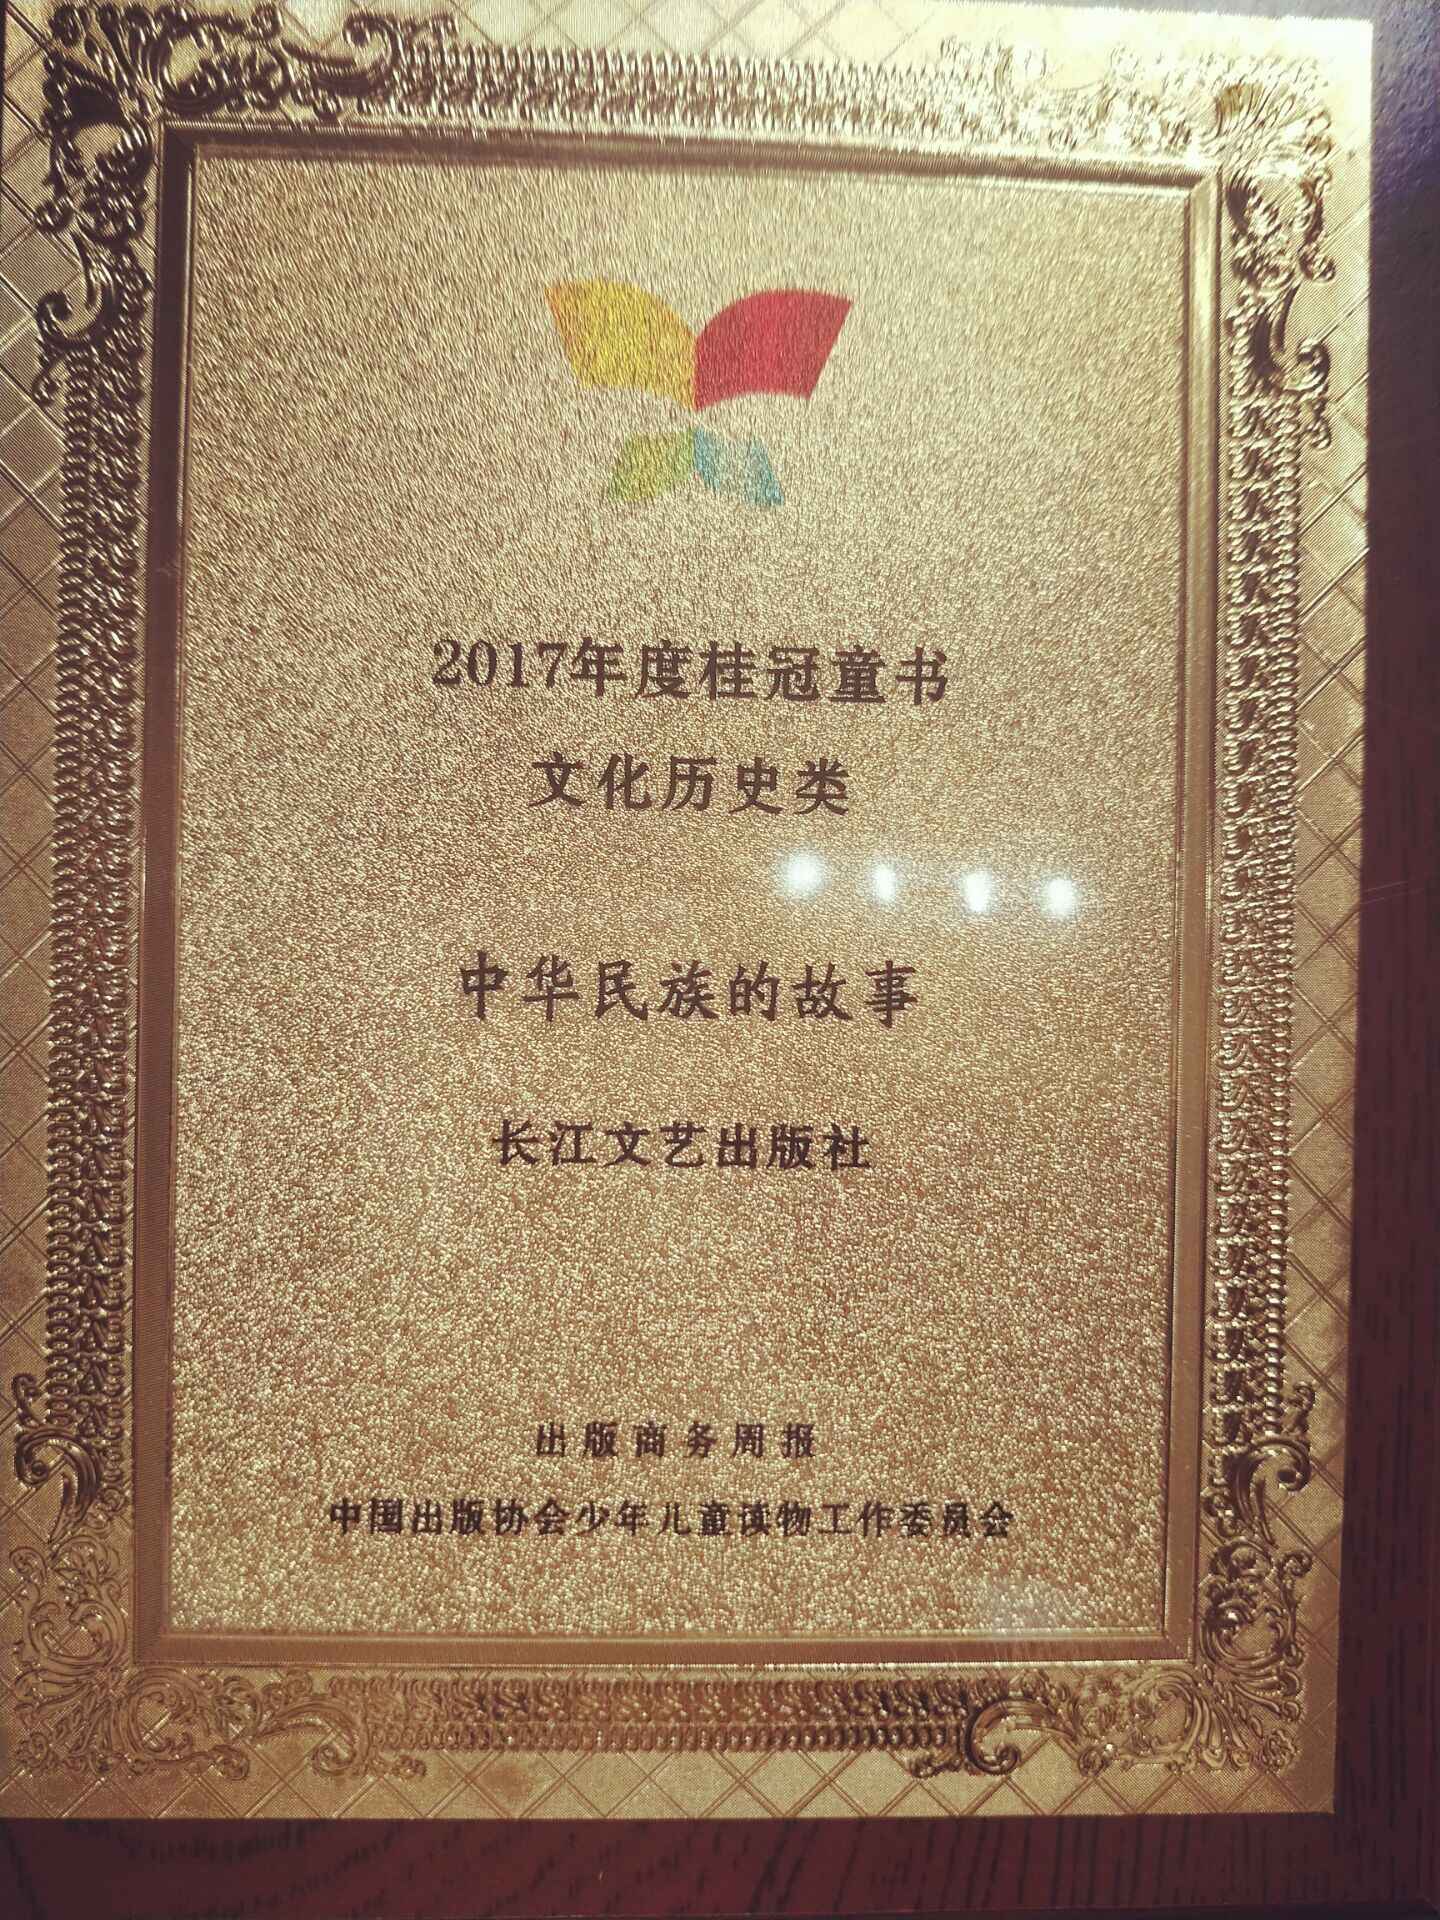 2017年度桂冠童书
文化历史类
中华民族的故事
长江文艺出版社
出版商务周报
中国出版协会少年儿童读物工作委员会